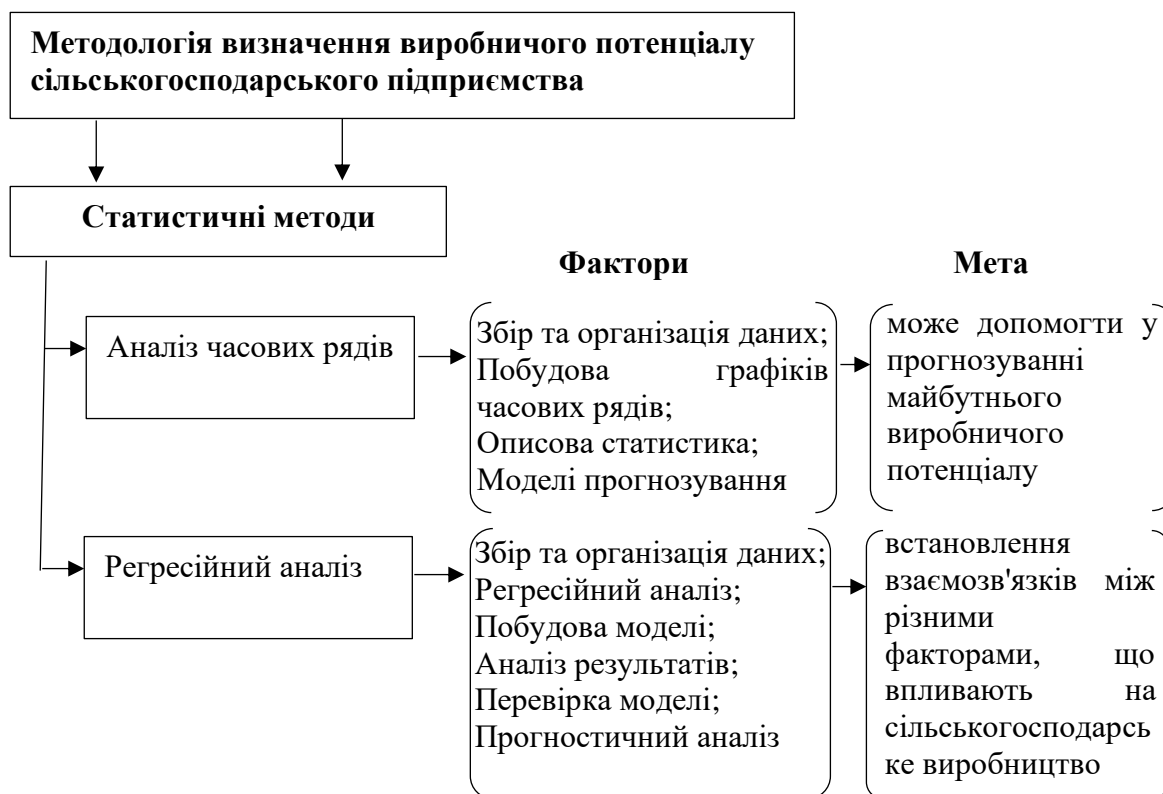 Методологія визначення виробничого потенціалу
сільськогосподарського підприємства
Статистичні методи
Фактори
Мета
Аналіз часових рядів
Збір та організація даних;
Побудова графіків
часових рядів;
Описова статистика;
Моделі прогнозування
може допомогти у
прогнозуванні
майбутнього
виробничого
потенціалу
Регресійний аналіз
Збір та організація даних;
Регресійний аналіз;
Побудова моделі;
Аналіз результатів;
Перевірка моделі;
Прогностичний аналіз
встановлення
взаємозв'язків між
різними
факторами, що
впливають на
сільськогосподарсь
ке виробництво